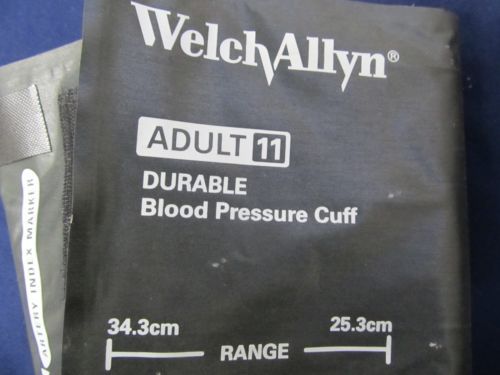 WelchAllyn®
ADULT 11
DURABLE
Blood Pressure Cuff
34.3cm 25.3cm
RANGE
ARTERY INDEX MARKER